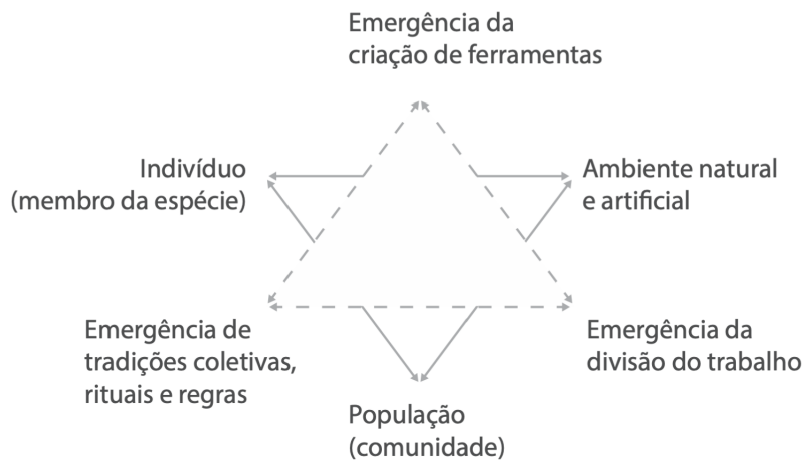 Emergência da
criação de ferramentas
Indivíduo
(membro da espécie)
Ambiente natural
e artificial
Emergência de
tradições coletivas,
rituais e regras
Emergência da
divisão do trabalho
População
(comunidade)